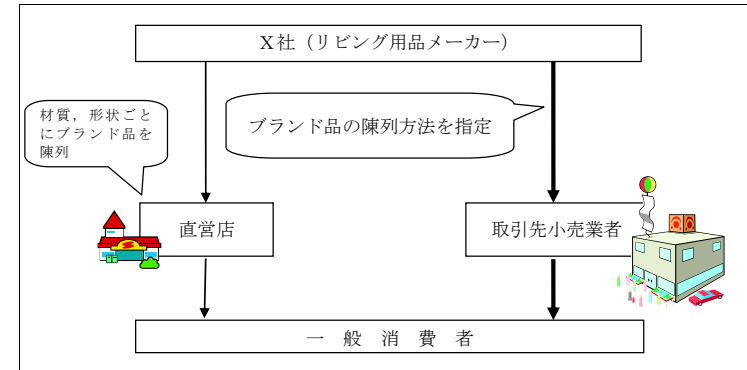 Ｘ社（リビング用品メーカー）
材質，形状ごと
にブランド品を
陳列
ブランド品の陳列方法を指定
直営店
取引先小売業者
一般消費者